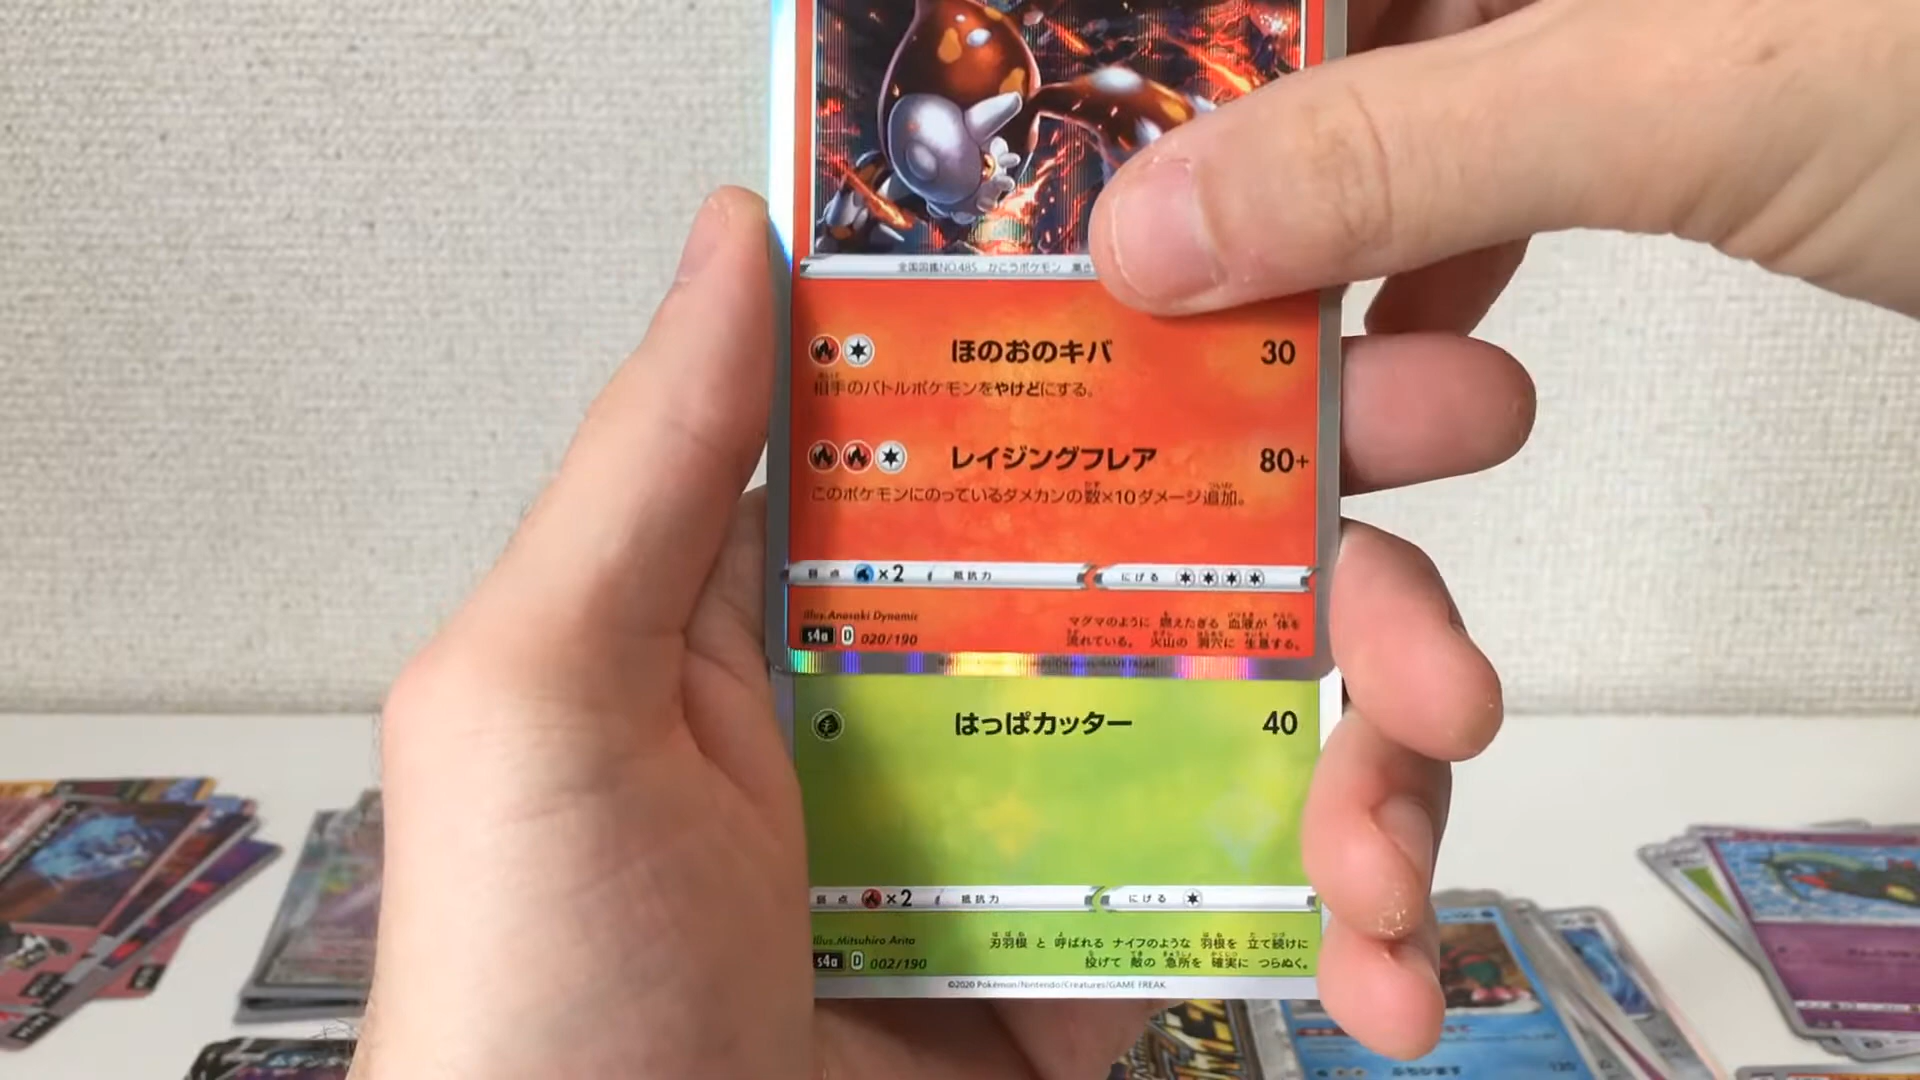 全国図鑑NO.485 かこうポケモン
ほのおのキバ 30
相手のバトルポケモンをやけどにする。
レイジングフレア 80+
このポケモンにのっているダメカンの数×10ダメージ追加。
弱点 ×2 抵抗力 にげる
Illus. Anesaki Dynamic
マグマのように 燃えたぎる 血液が 体を
s4a D 020/190
流れている。 火山の 洞穴に 生息する。
はっぱカッター 40
弱点 ×2 抵抗力 にげる
Illus. Mitsuhiro Arita
刃羽根 と 呼ばれる ナイフのような 羽根を 立て続けに
s4a D 002/190
投げて 敵の 急所を 確実に つらぬく。
©2020 Pokémon/Nintendo/Creatures/GAME FREAK